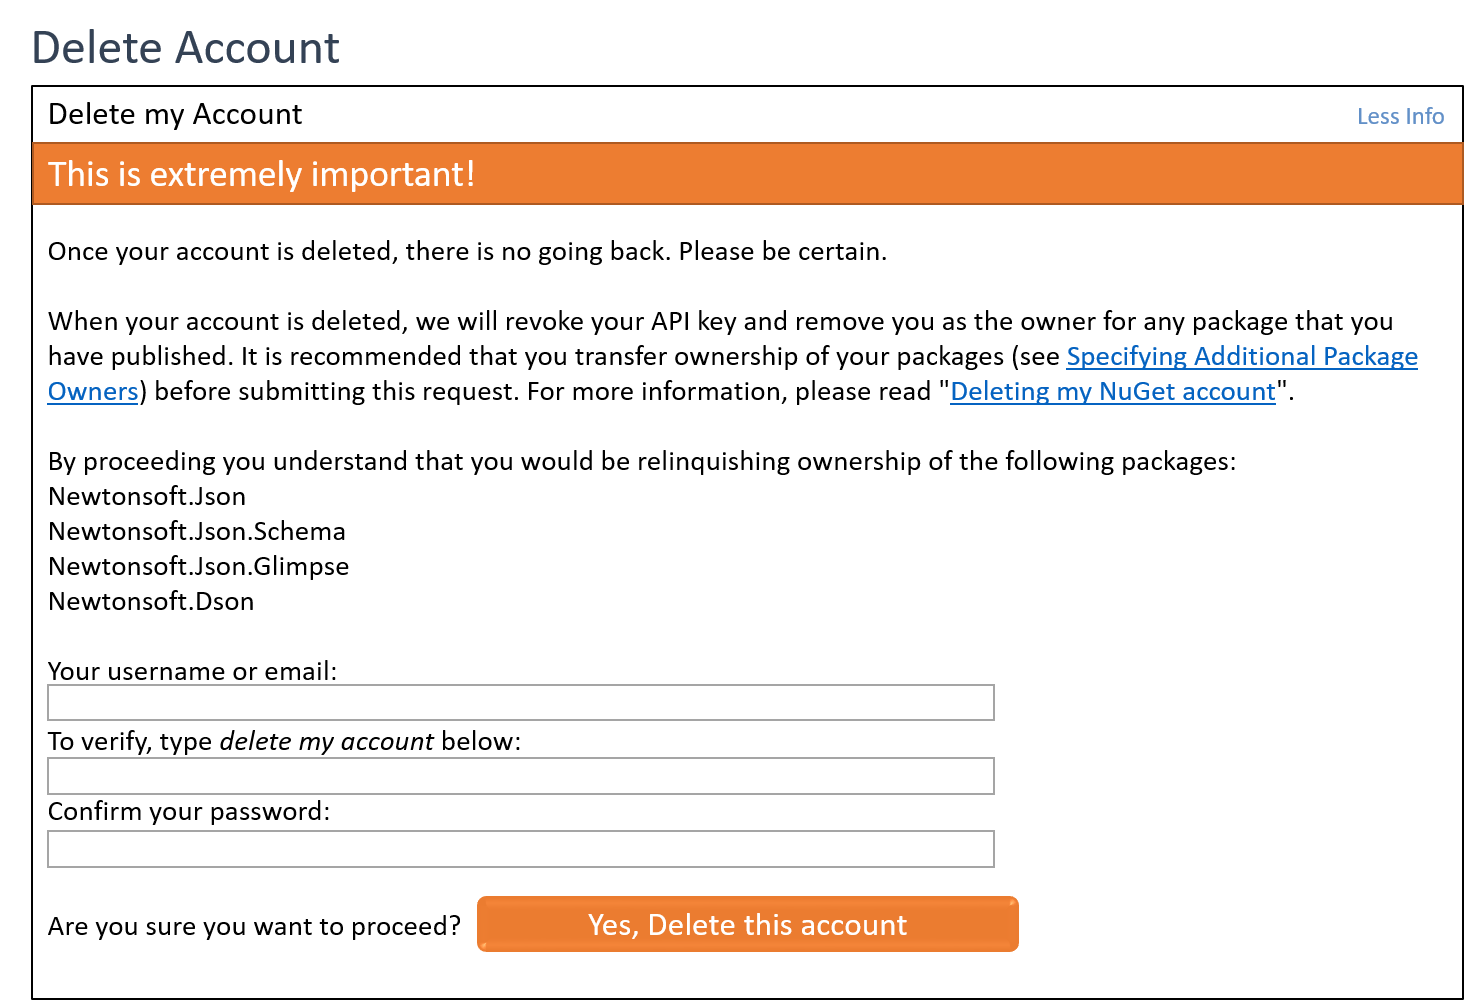 Delete Account
Delete my Account
Less Info
This is extremely important!
Once your account is deleted, there is no going back. Please be certain.
When your account is deleted, we will revoke your API key and remove you as the owner for any package that you
have published. It is recommended that you transfer ownership of your packages (see Specifying Additional Package
Owners) before submitting this request. For more information, please read "Deleting my NuGet account".
By proceeding you understand that you would be relinquishing ownership of the following packages:
Newtonsoft.Json
Newtonsoft.Json.Schema
Newtonsoft.Json.Glimpse
Newtonsoft.Dson
Your username or email:
To verify, type delete my account below:
Confirm your password:
Are you sure you want to proceed?
Yes, Delete this account